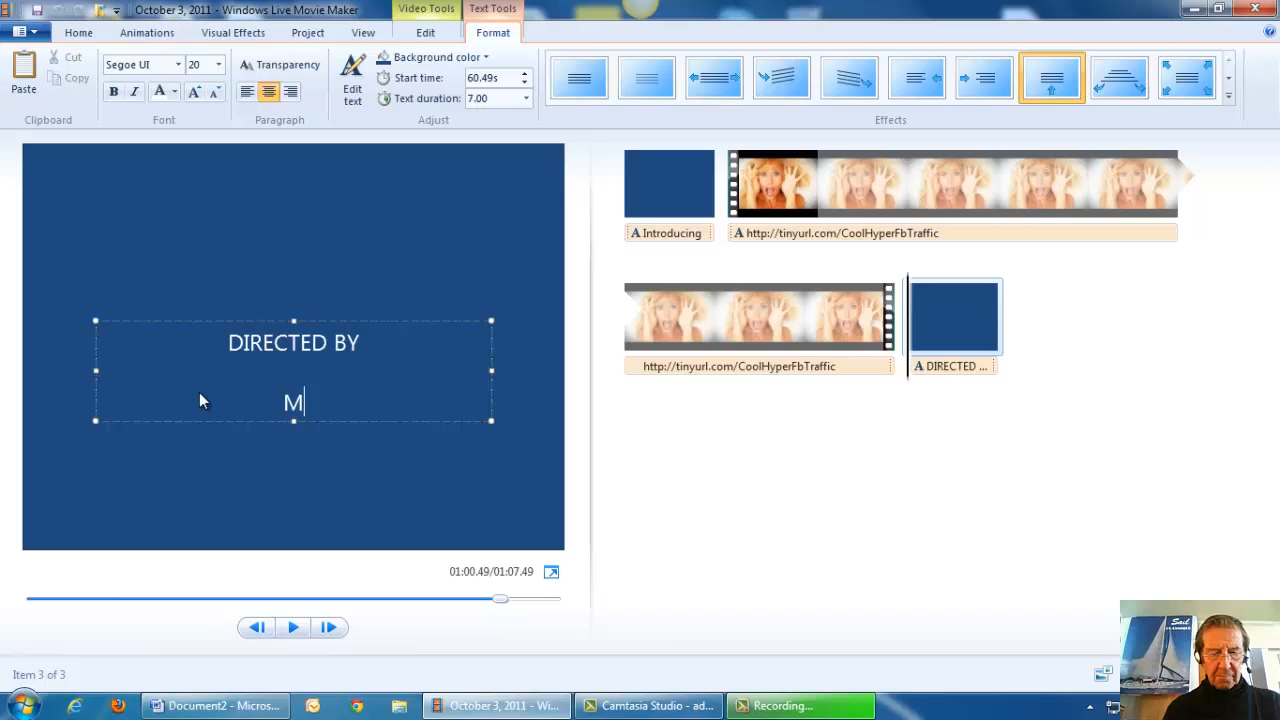 October 3, 2011 - Windows Live Movie Maker
Video Tools
Text Tools
Home
Animations
Visual Effects
Project
View
Edit
Format
Paste
Cut
Copy
Clipboard
Segoe UI
20
B I A A A
Font
Transparency
Paragraph
Edit text
Background color
Start time: 60.49s
Text duration: 7.00
Adjust
Effects
DIRECTED BY
M
A Introducing
A http://tinyurl.com/CoolHyperFbTraffic
http://tinyurl.com/CoolHyperFbTraffic
A DIRECTED ...
01:00.49/01:07.49
Item 3 of 3
Sail
Document2 - Micros...
October 3, 2011 - Wi...
Camtasia Studio - ad...
Recording...